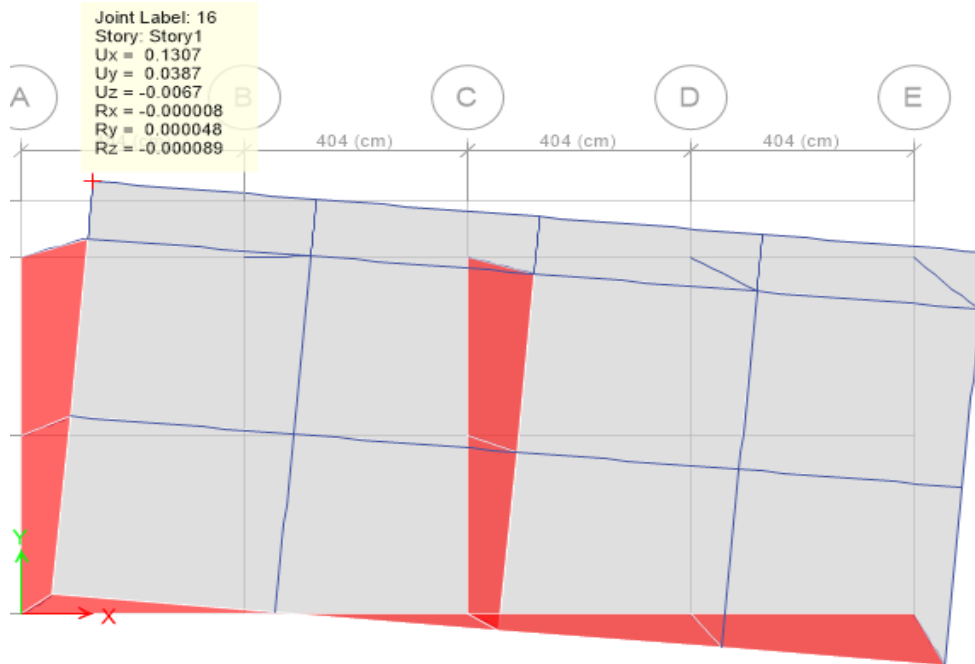 Joint Label: 16
Story: Story1
Ux = 0.1307
Uy = 0.0387
Uz = -0.0067
Rx = -0.000008
Ry = 0.000048
Rz = -0.000089
A
B
C
D
E
404 (cm)
404 (cm)
404 (cm)
Y
X